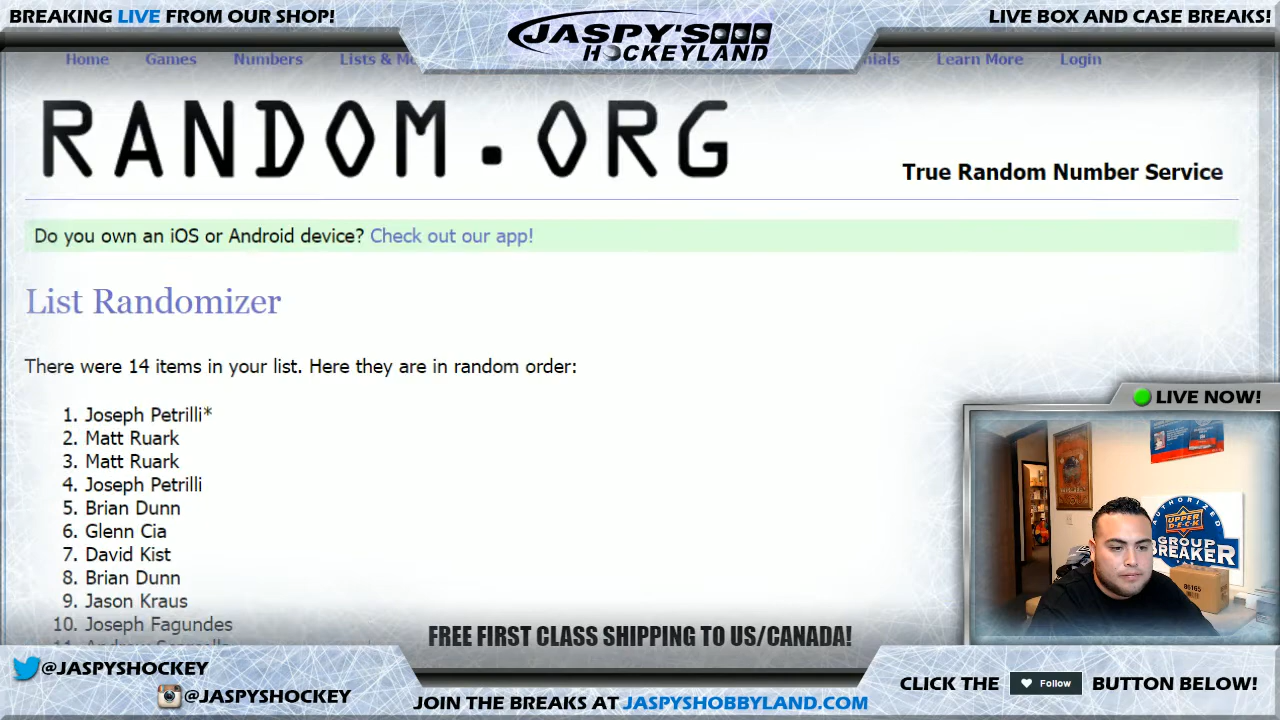 BREAKING LIVE FROM OUR SHOP!
JASPY'S
HOCKEYLAND
LIVE BOX AND CASE BREAKS!
Home Games Numbers Lists & Learn More Login
RANDOM.ORG
True Random Number Service
Do you own an iOS or Android device? Check out our app!
List Randomizer
There were 14 items in your list. Here they are in random order:
1. Joseph Petrilli*
2. Matt Ruark
3. Matt Ruark
4. Joseph Petrilli
5. Brian Dunn
6. Glenn Cia
7. David Kist
8. Brian Dunn
9. Jason Kraus
10. Joseph Fagundes
LIVE NOW!
AUTHORIZED
UPPER
DECK
GROUP
BREAKER
86165
FREE FIRST CLASS SHIPPING TO US/CANADA!
@JASPYSHOCKEY
@JASPYSHOCKEY
JOIN THE BREAKS AT JASPYSHOBBYLAND.COM
CLICK THE Follow BUTTON BELOW!